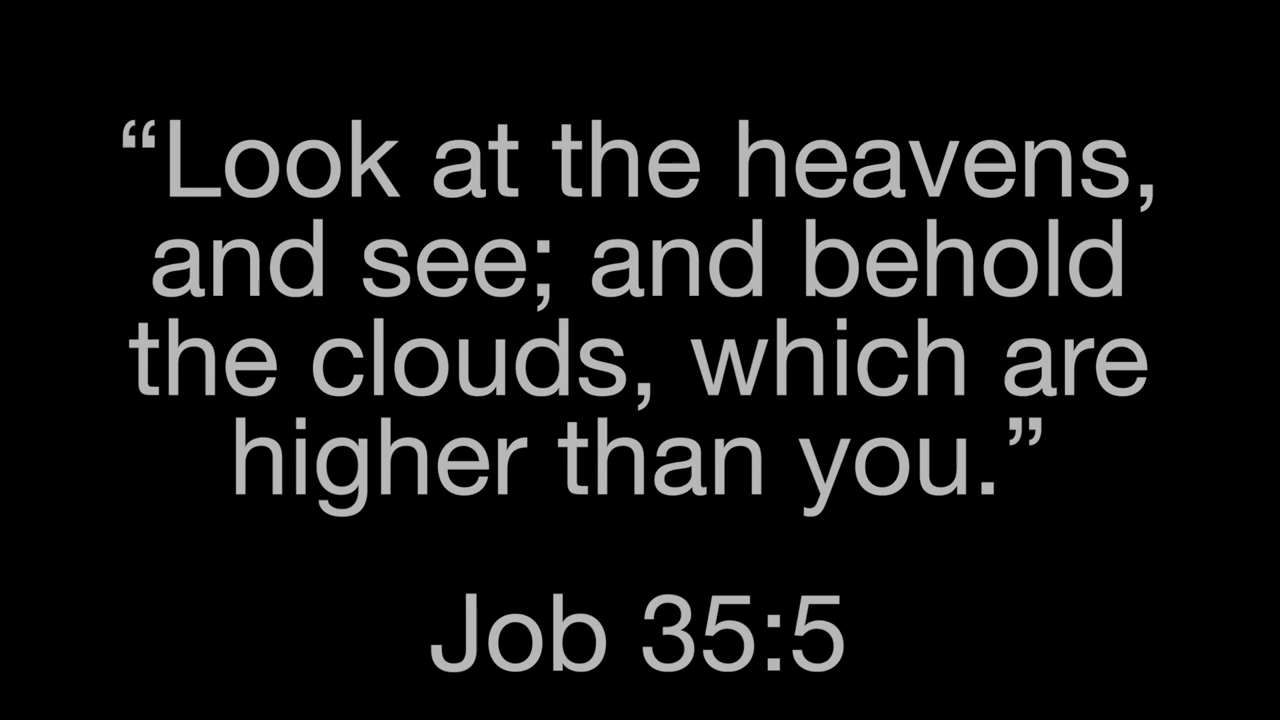 “Look at the heavens,
and see; and behold
the clouds, which are
higher than you.”
Job 35:5